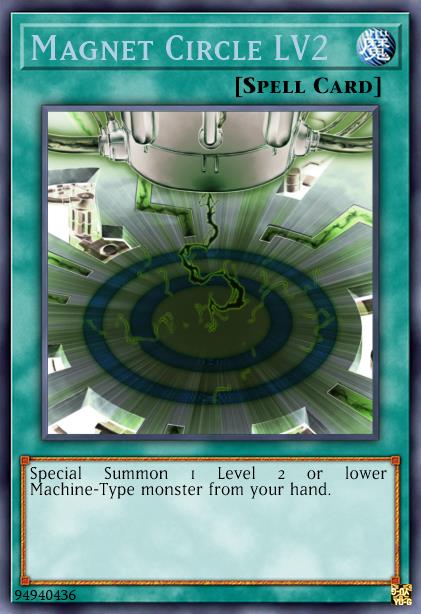 Magnet Circle LV2
魔
[Spell Card]
Special Summon 1 Level 2 or lower
Machine-Type monster from your hand.
94940436